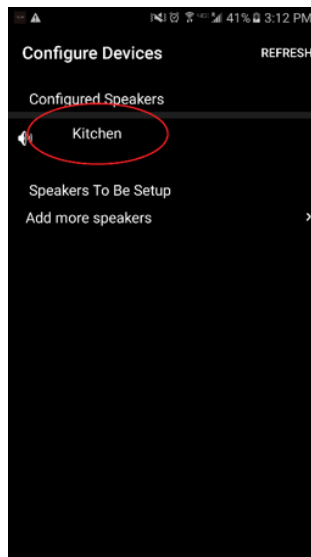 41% 3:12 PM
Configure Devices REFRESH
Configured Speakers
Kitchen
Speakers To Be Setup
Add more speakers